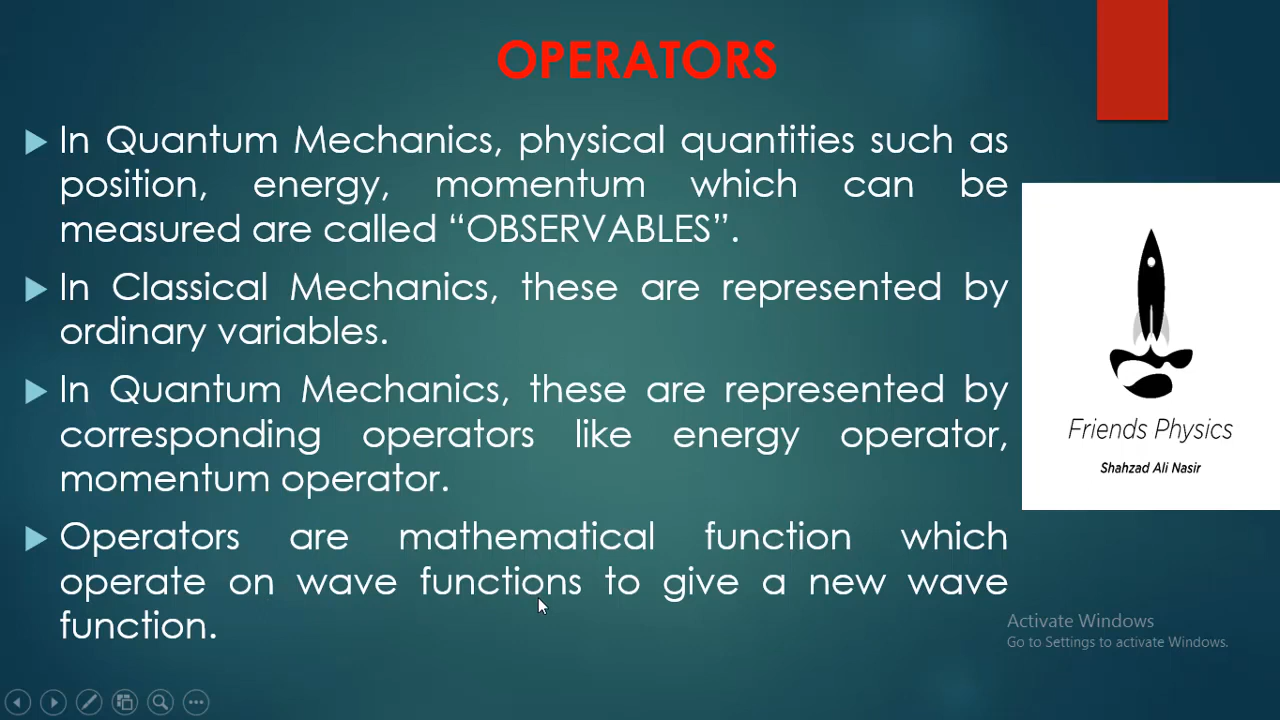 OPERATORS
In Quantum Mechanics, physical quantities such as
position, energy, momentum which can be
measured are called “OBSERVABLES”.
In Classical Mechanics, these are represented by
ordinary variables.
In Quantum Mechanics, these are represented by
corresponding operators like energy operator,
momentum operator.
Operators are mathematical function which
operate on wave functions to give a new wave
function.
Friends Physics
Shahzad Ali Nasir
Activate Windows
Go to Settings to activate Windows.